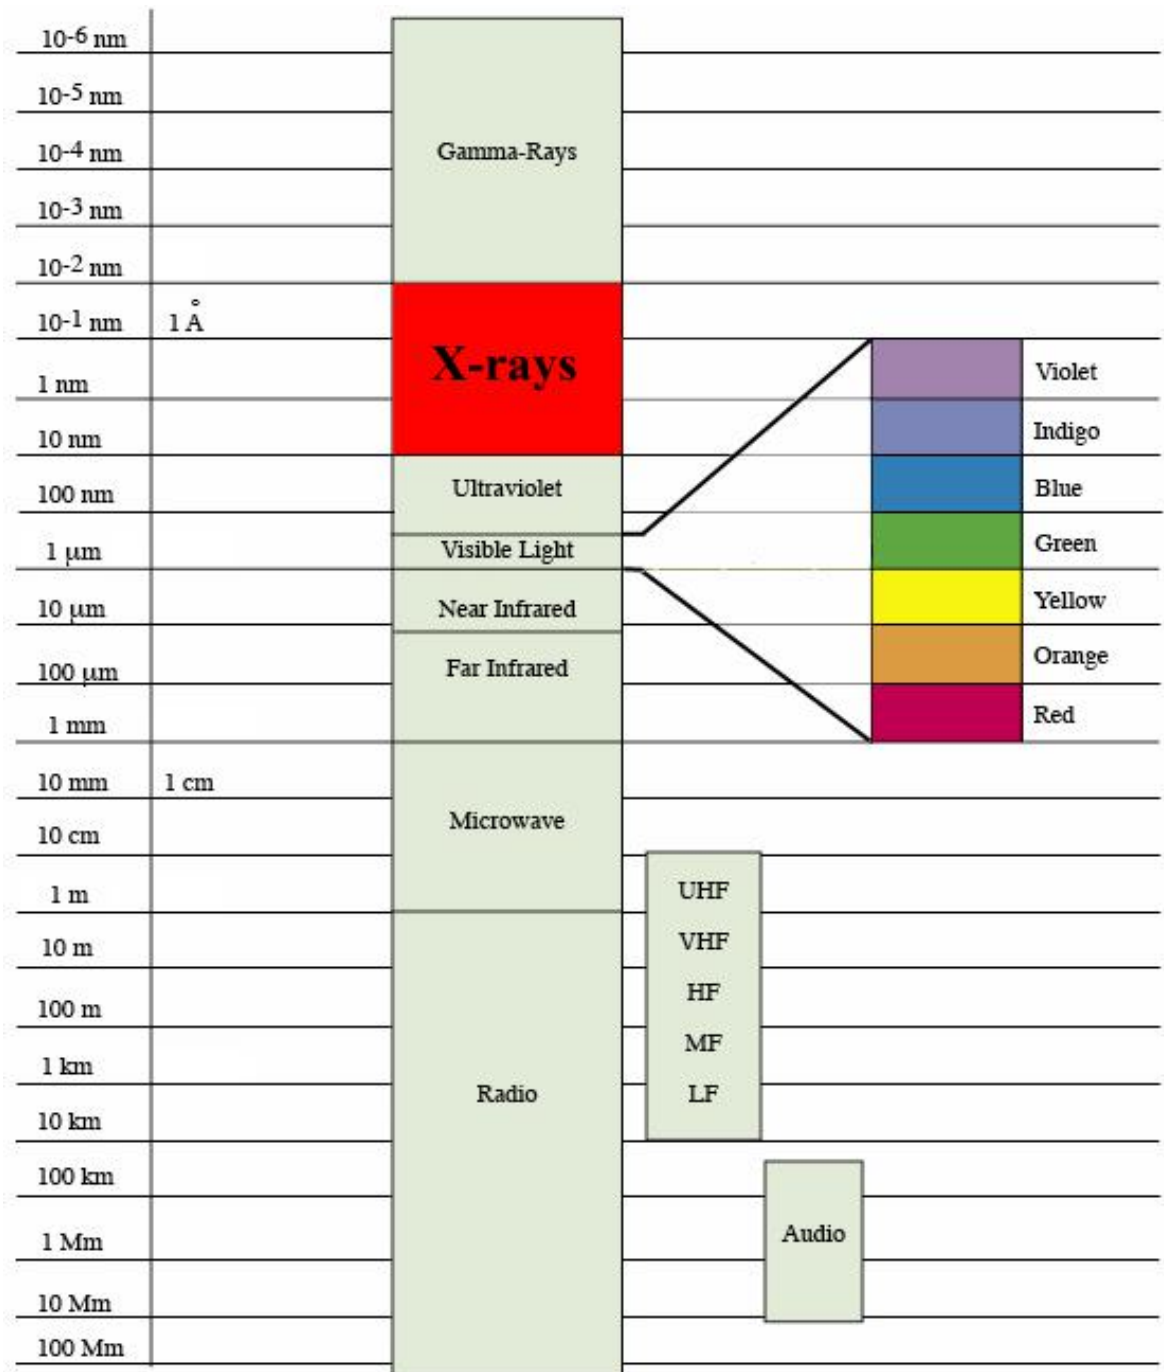 10-6 nm
10-5 nm
10-4 nm
Gamma-Rays
10-3 nm
10-2 nm
10-1 nm 1 Å
X-rays
Violet
1 nm
Indigo
10 nm
Ultraviolet
Blue
100 nm
Visible Light
Green
1 µm
10 µm
Near Infrared
Yellow
100 µm
Far Infrared
Orange
1 mm
Red
10 mm 1 cm
Microwave
10 cm
1 m
UHF
10 m
VHF
100 m
HF
MF
1 km
Radio
LF
10 km
100 km
1 Mm
Audio
10 Mm
100 Mm